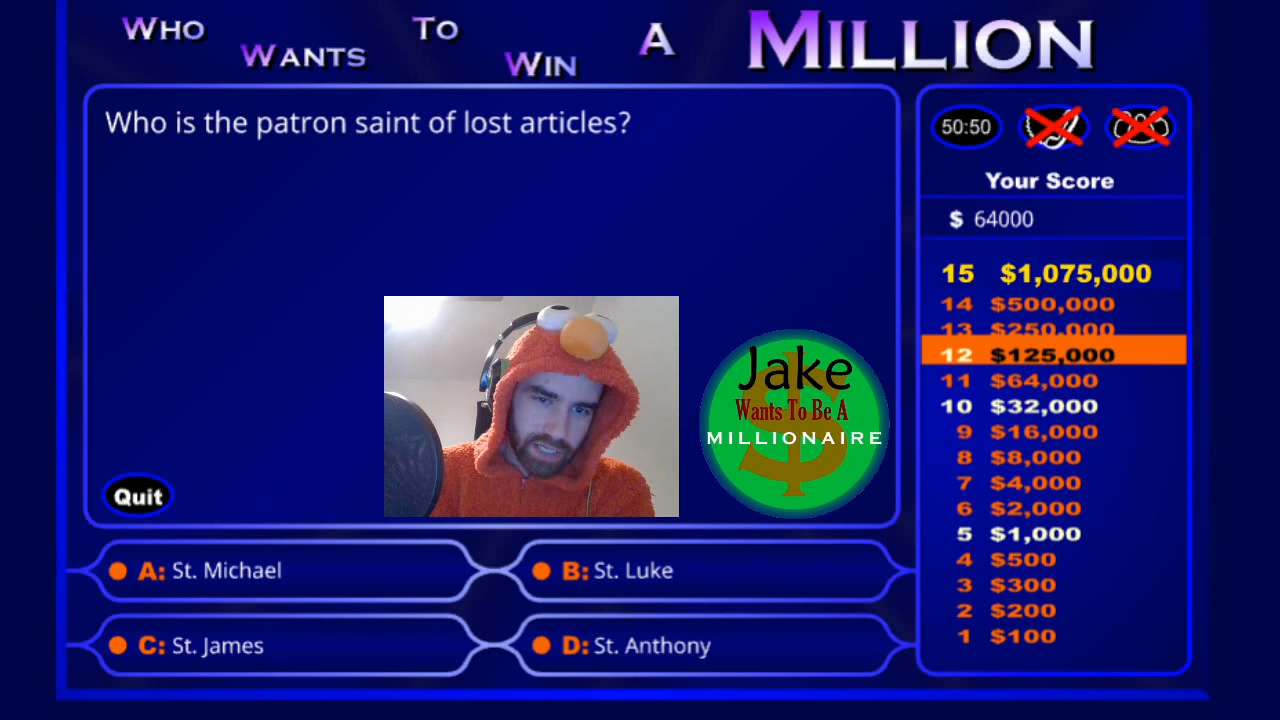 WHO WANTS TO WIN A MILLION
Who is the patron saint of lost articles?
50:50
Your Score
$ 64000
15 $1,075,000
14 $500,000
13 $250,000
12 $125,000
11 $64,000
10 $32,000
9 $16,000
8 $8,000
7 $4,000
6 $2,000
5 $1,000
4 $500
3 $300
2 $200
1 $100
$
Jake
Wants To Be A
MILLIONAIRE
Quit
A: St. Michael
B: St. Luke
C: St. James
D: St. Anthony